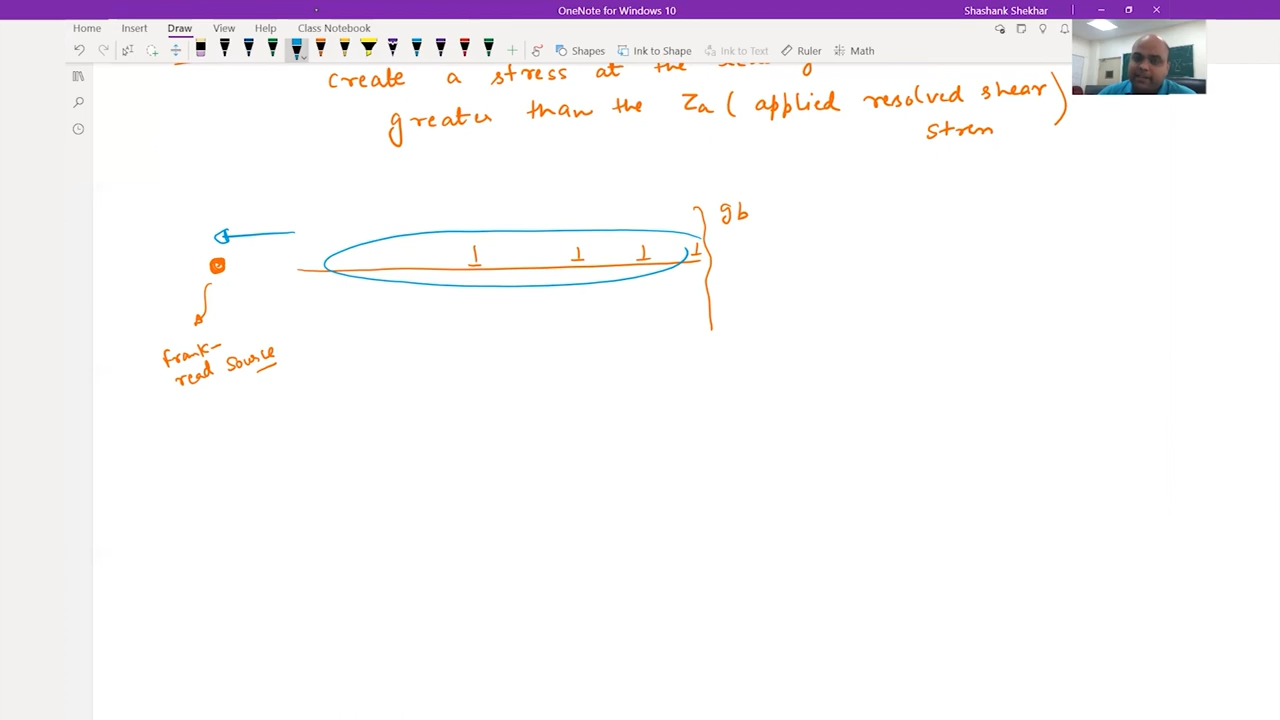 OneNote for Windows 10
Shashank Shekhar
Home Insert Draw View Help Class Notebook
Shapes Ink to Shape Ink to Text Ruler Math
create a stress at the
greater than the τa ( applied resolved shear )
stress
gb
frank-
read source